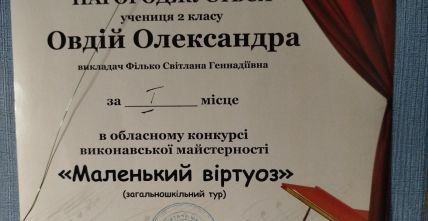 НАГОРОДЖУЄТЬСЯ
учениця 2 класу
Овдій Олександра
викладач Філько Світлана Геннадіївна
за I місце
в обласному конкурсі
виконавської майстерності
«Маленький віртуоз»
(загальношкільний тур)